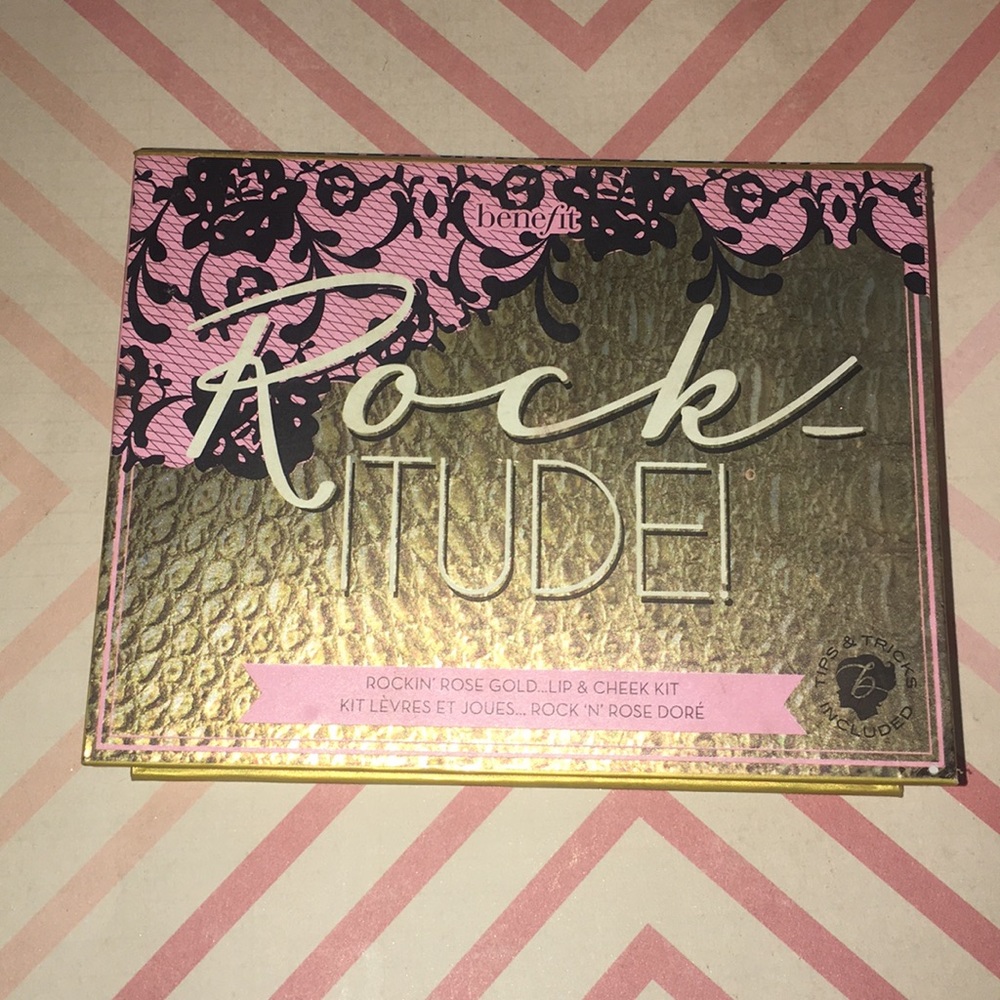 benefit
Rock-
ITUDE!
ROCKIN' ROSE GOLD...LIP & CHEEK KIT
KIT LÈVRES ET JOUES... ROCK 'N' ROSE DORÉ
TIPS & TRICKS
b
INCLUDED